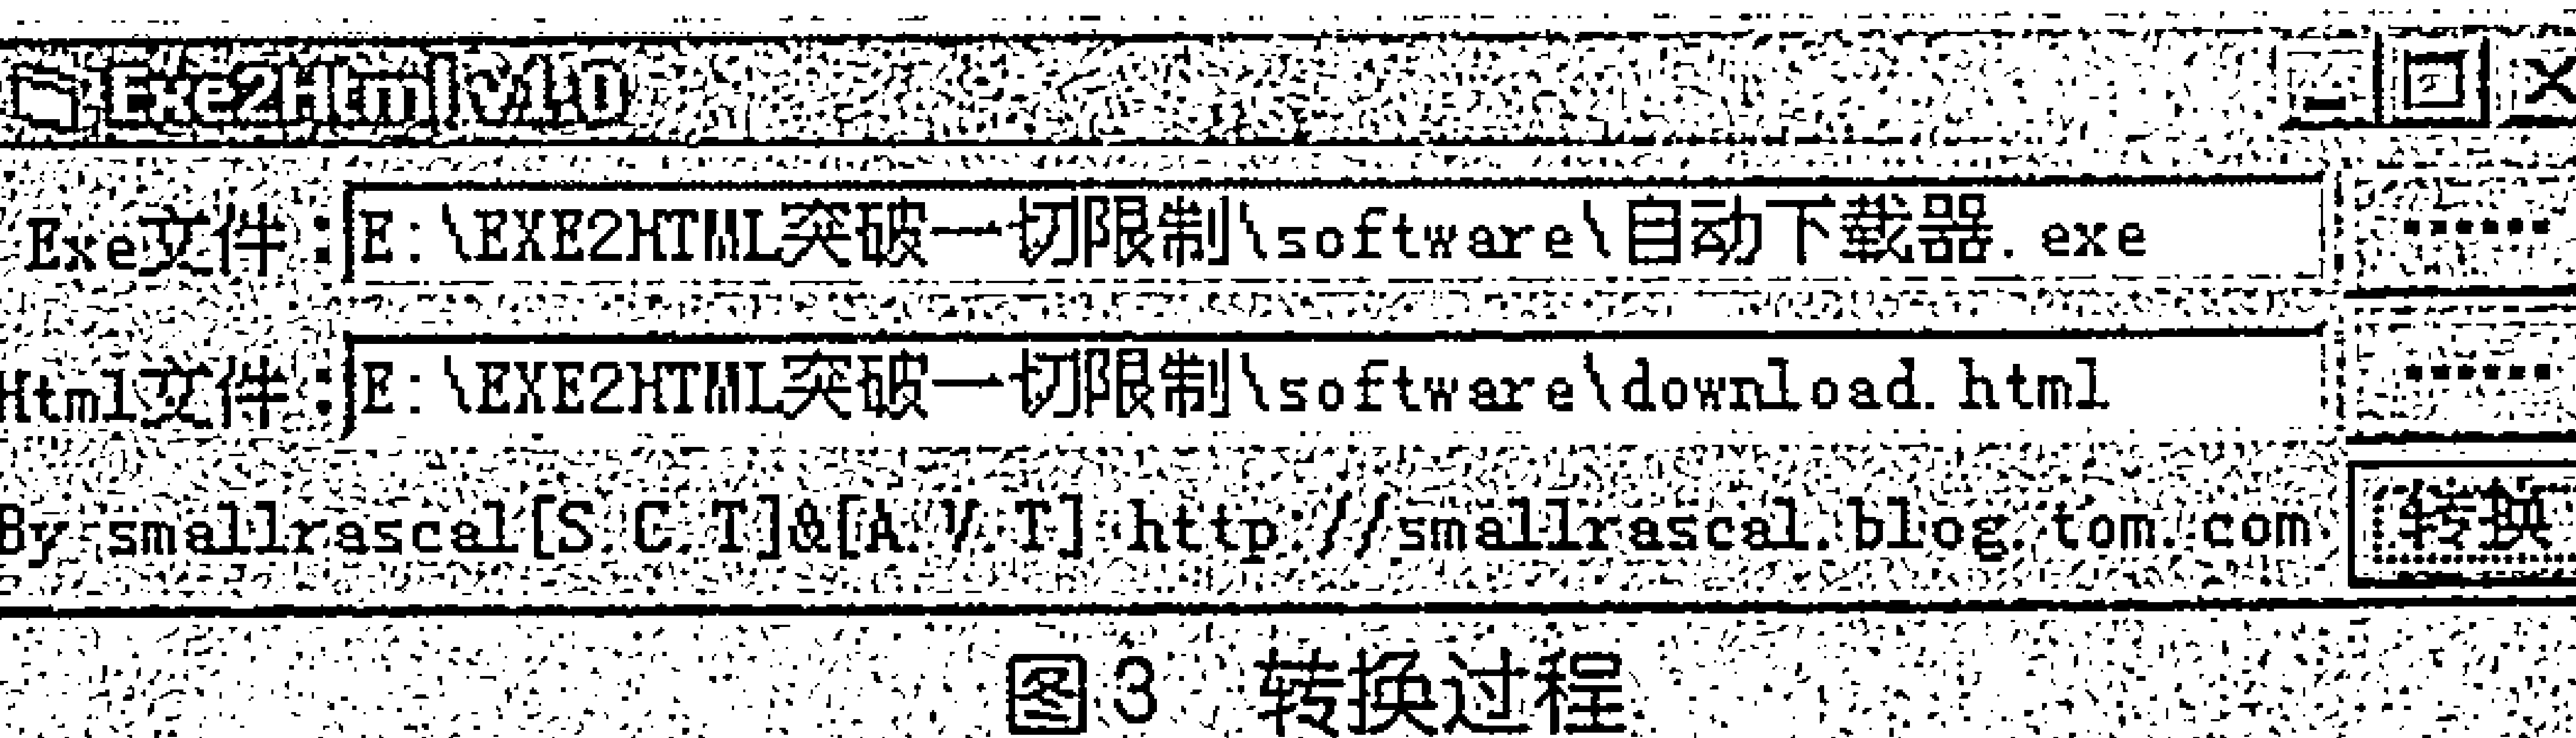 Exe2Html v1.0
Exe文件:E:\EXE2HTML突破一切限制\software\自动下载器.exe ......
Html文件:E:\EXE2HTML突破一切限制\software\download.html ......
By smallrascal[S.C.T]&[A.V.T] http://smallrascal.blog.tom.com 转换
图3 转换过程